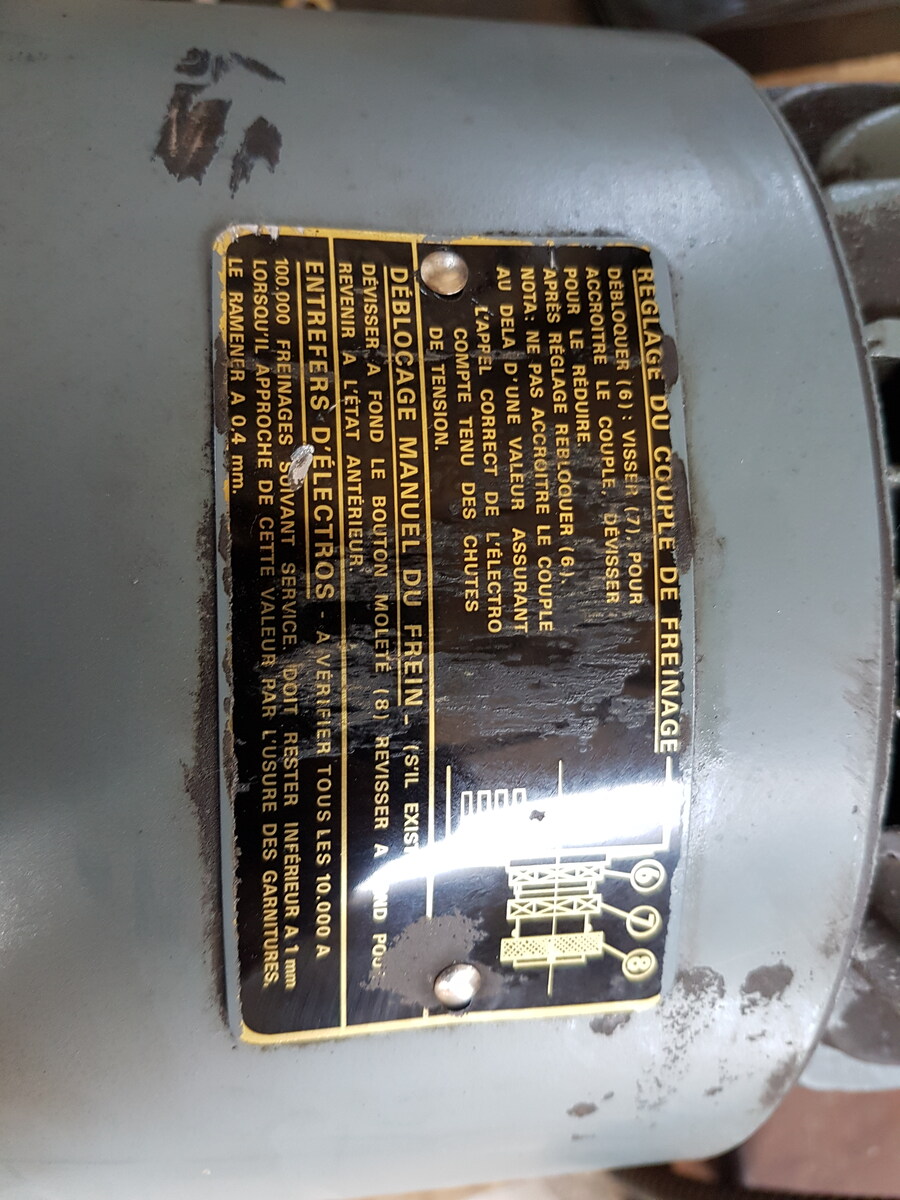 RÉGLAGE DU COUPLE DE FREINAGE
DÉBLOQUER (6): VISSER (7). POUR
ACCROITRE LE COUPLE, DÉVISSER
POUR LE RÉDUIRE.
APRÈS RÉGLAGE REBLOQUER (6).
NOTA. NE PAS ACCROITRE LE COUPLE
AU DELA D'UNE VALEUR ASSURANT
L'APPEL CORRECT DE L'ÉLECTRO
COMPTE TENU DES CHUTES
DE TENSION.
6 7 8
DÉBLOCAGE MANUEL DU FREIN - (S'IL
DÉVISSER A FOND LE BOUTON MOLETÉ (8) REVISSER A
REVENIR A L'ÉTAT ANTÉRIEUR.
ENTREFERS D'ÉLECTROS - A VÉRIFIER TOUS LES 10.000 A
100.000 FREINAGES SUIVANT SERVICE. DOIT RESTER INFÉRIEUR A 1 mm
LORSQU'IL APPROCHE DE CETTE VALEUR PAR L'USURE DES GARNITURES,
LE RAMENER A 0,4 mm.